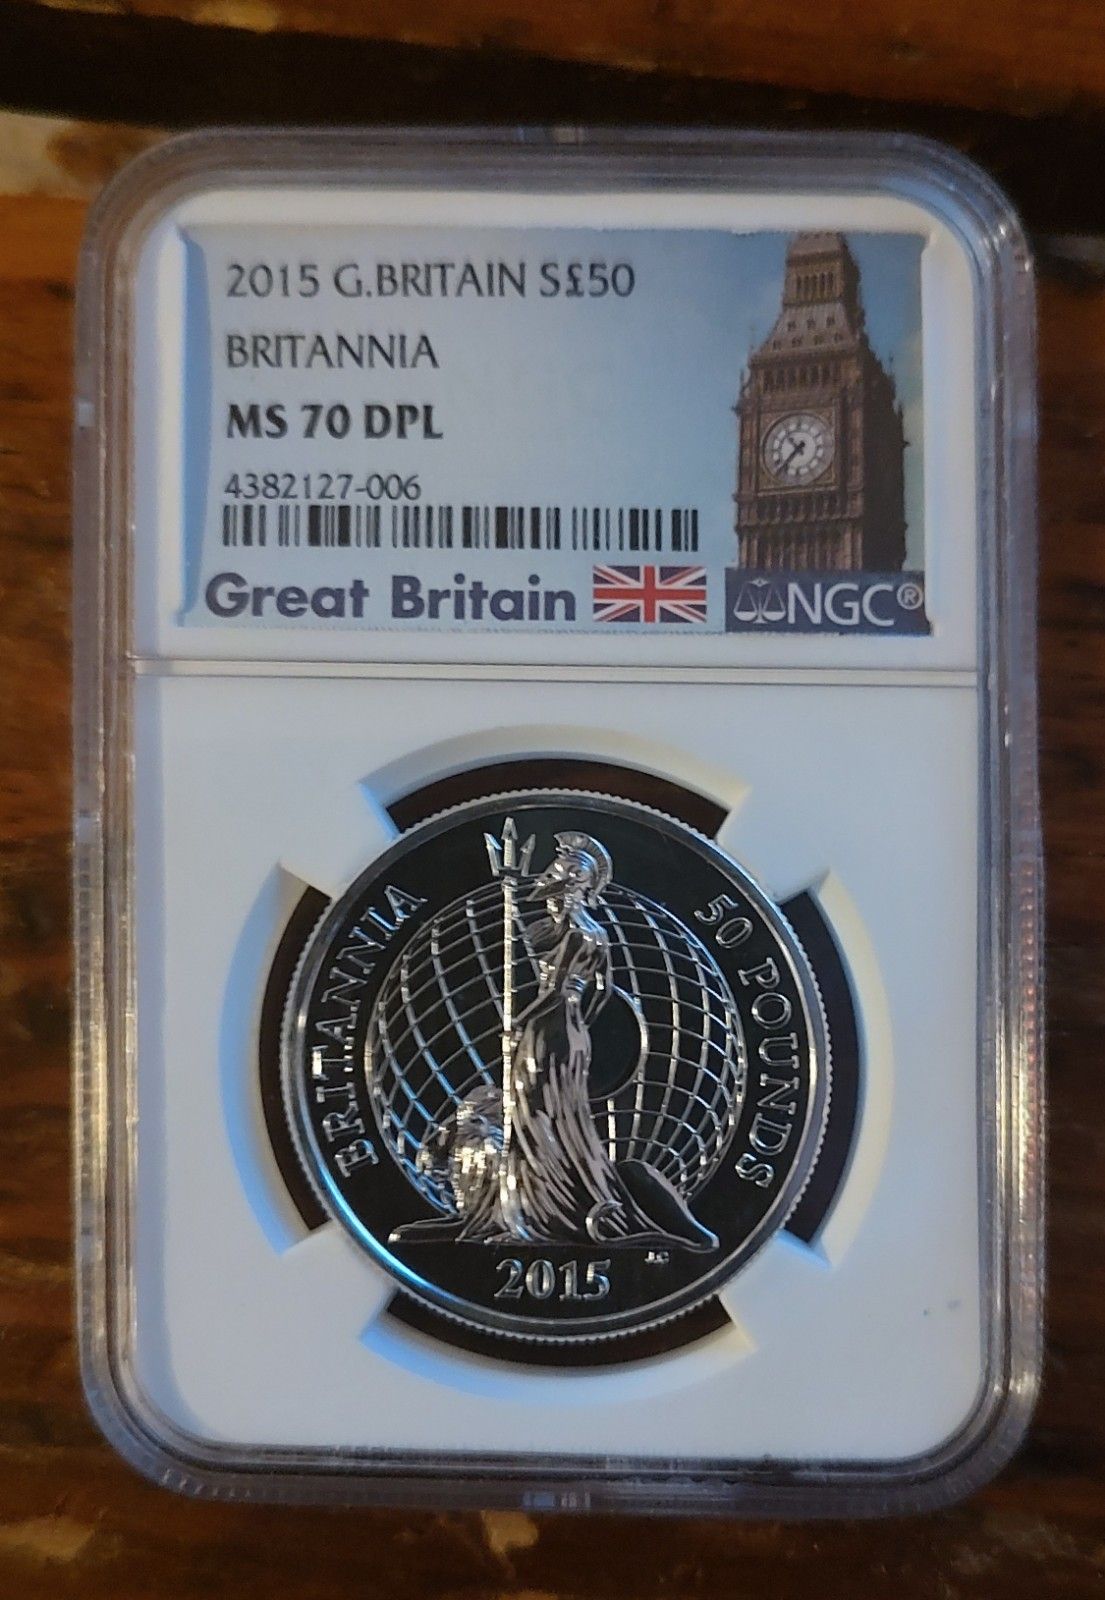 2015 G.BRITAIN S£50
BRITANNIA
MS 70 DPL
4382127-006
Great Britain
NGC®
BRITANNIA
50 POUNDS
J.C
2015